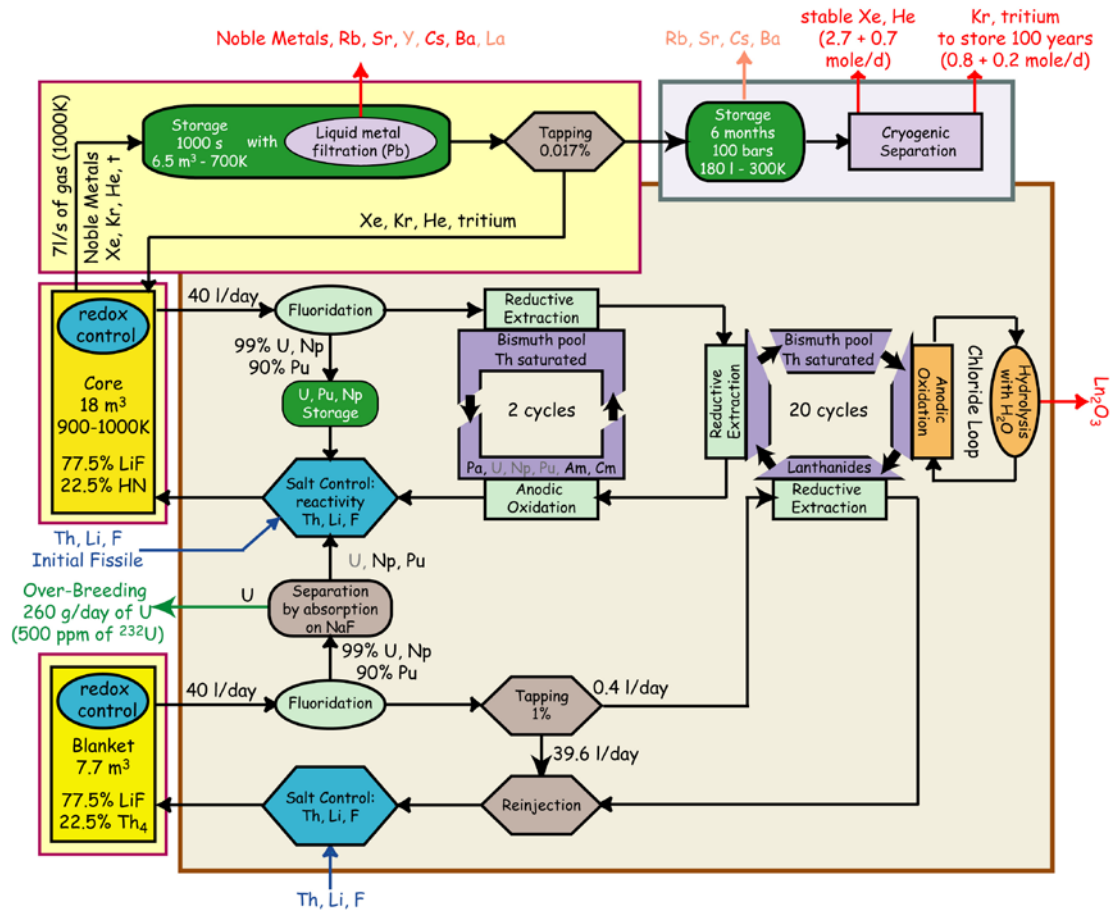 Noble Metals, Rb, Sr, Y, Cs, Ba, La
Rb, Sr, Cs, Ba
stable Xe, He
(2.7 + 0.7
mole/d)
Kr, tritium
to store 100 years
(0.8 + 0.2 mole/d)
7l/s of gas (1000K)
Noble Metals
Xe, Kr, He, t
Storage
1000 s
6.5 m³ - 700K
with
Liquid metal
filtration (Pb)
Tapping
0.017%
Storage
6 months
100 bars
180 l - 300K
Cryogenic
Separation
Xe, Kr, He, tritium
redox
control
Core
18 m³
900-1000K
77.5% LiF
22.5% HN
40 l/day
Fluoridation
99% U, Np
90% Pu
U, Pu, Np
Storage
Salt Control:
reactivity
Th, Li, F
Reductive
Extraction
Bismuth pool
Th saturated
2 cycles
Pa, U, Np, Pu, Am, Cm
Anodic
Oxidation
Reductive
Extraction
Bismuth pool
Th saturated
20 cycles
Lanthanides
Reductive
Extraction
Anodic
Oxidation
Chloride Loop
Hydrolysis
with H₂O
Ln₂O₃
Th, Li, F
Initial Fissile
U, Np, Pu
Over-Breeding
260 g/day of U
(500 ppm of ²³²U)
U
Separation
by absorption
on NaF
99% U, Np
90% Pu
redox
control
Blanket
7.7 m³
77.5% LiF
22.5% Th₄
40 l/day
Fluoridation
Tapping
1%
0.4 l/day
39.6 l/day
Reinjection
Salt Control:
Th, Li, F
Th, Li, F